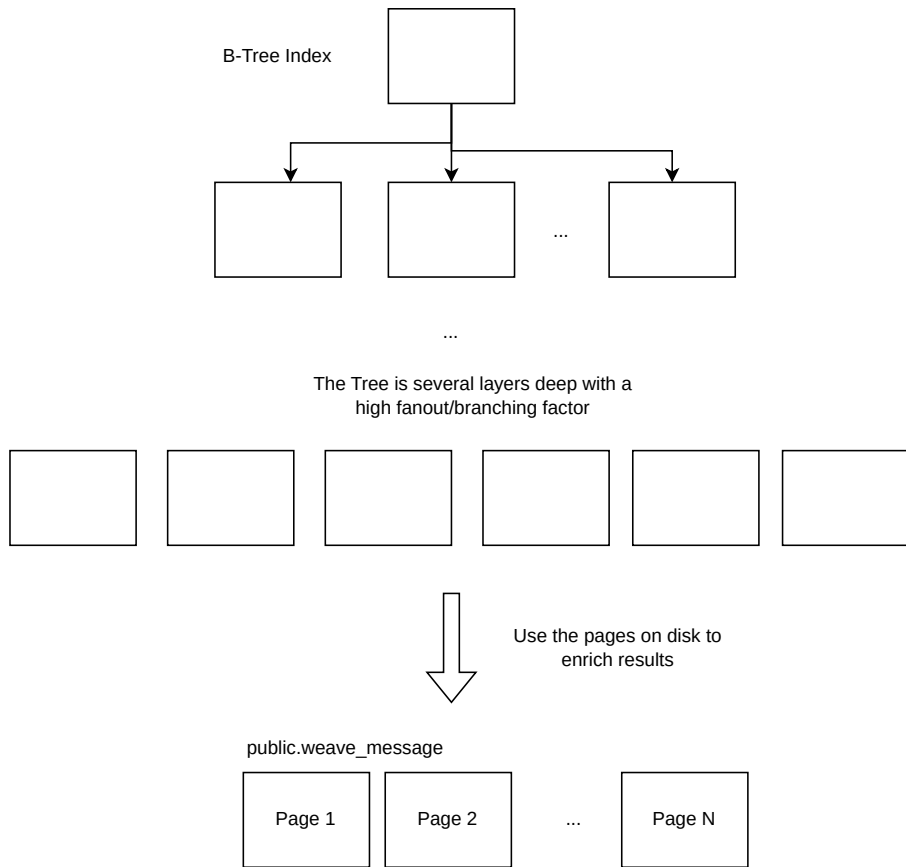 B-Tree Index
...
...
The Tree is several layers deep with a
high fanout/branching factor
Use the pages on disk to
enrich results
public.weave_message
Page 1
Page 2
...
Page N